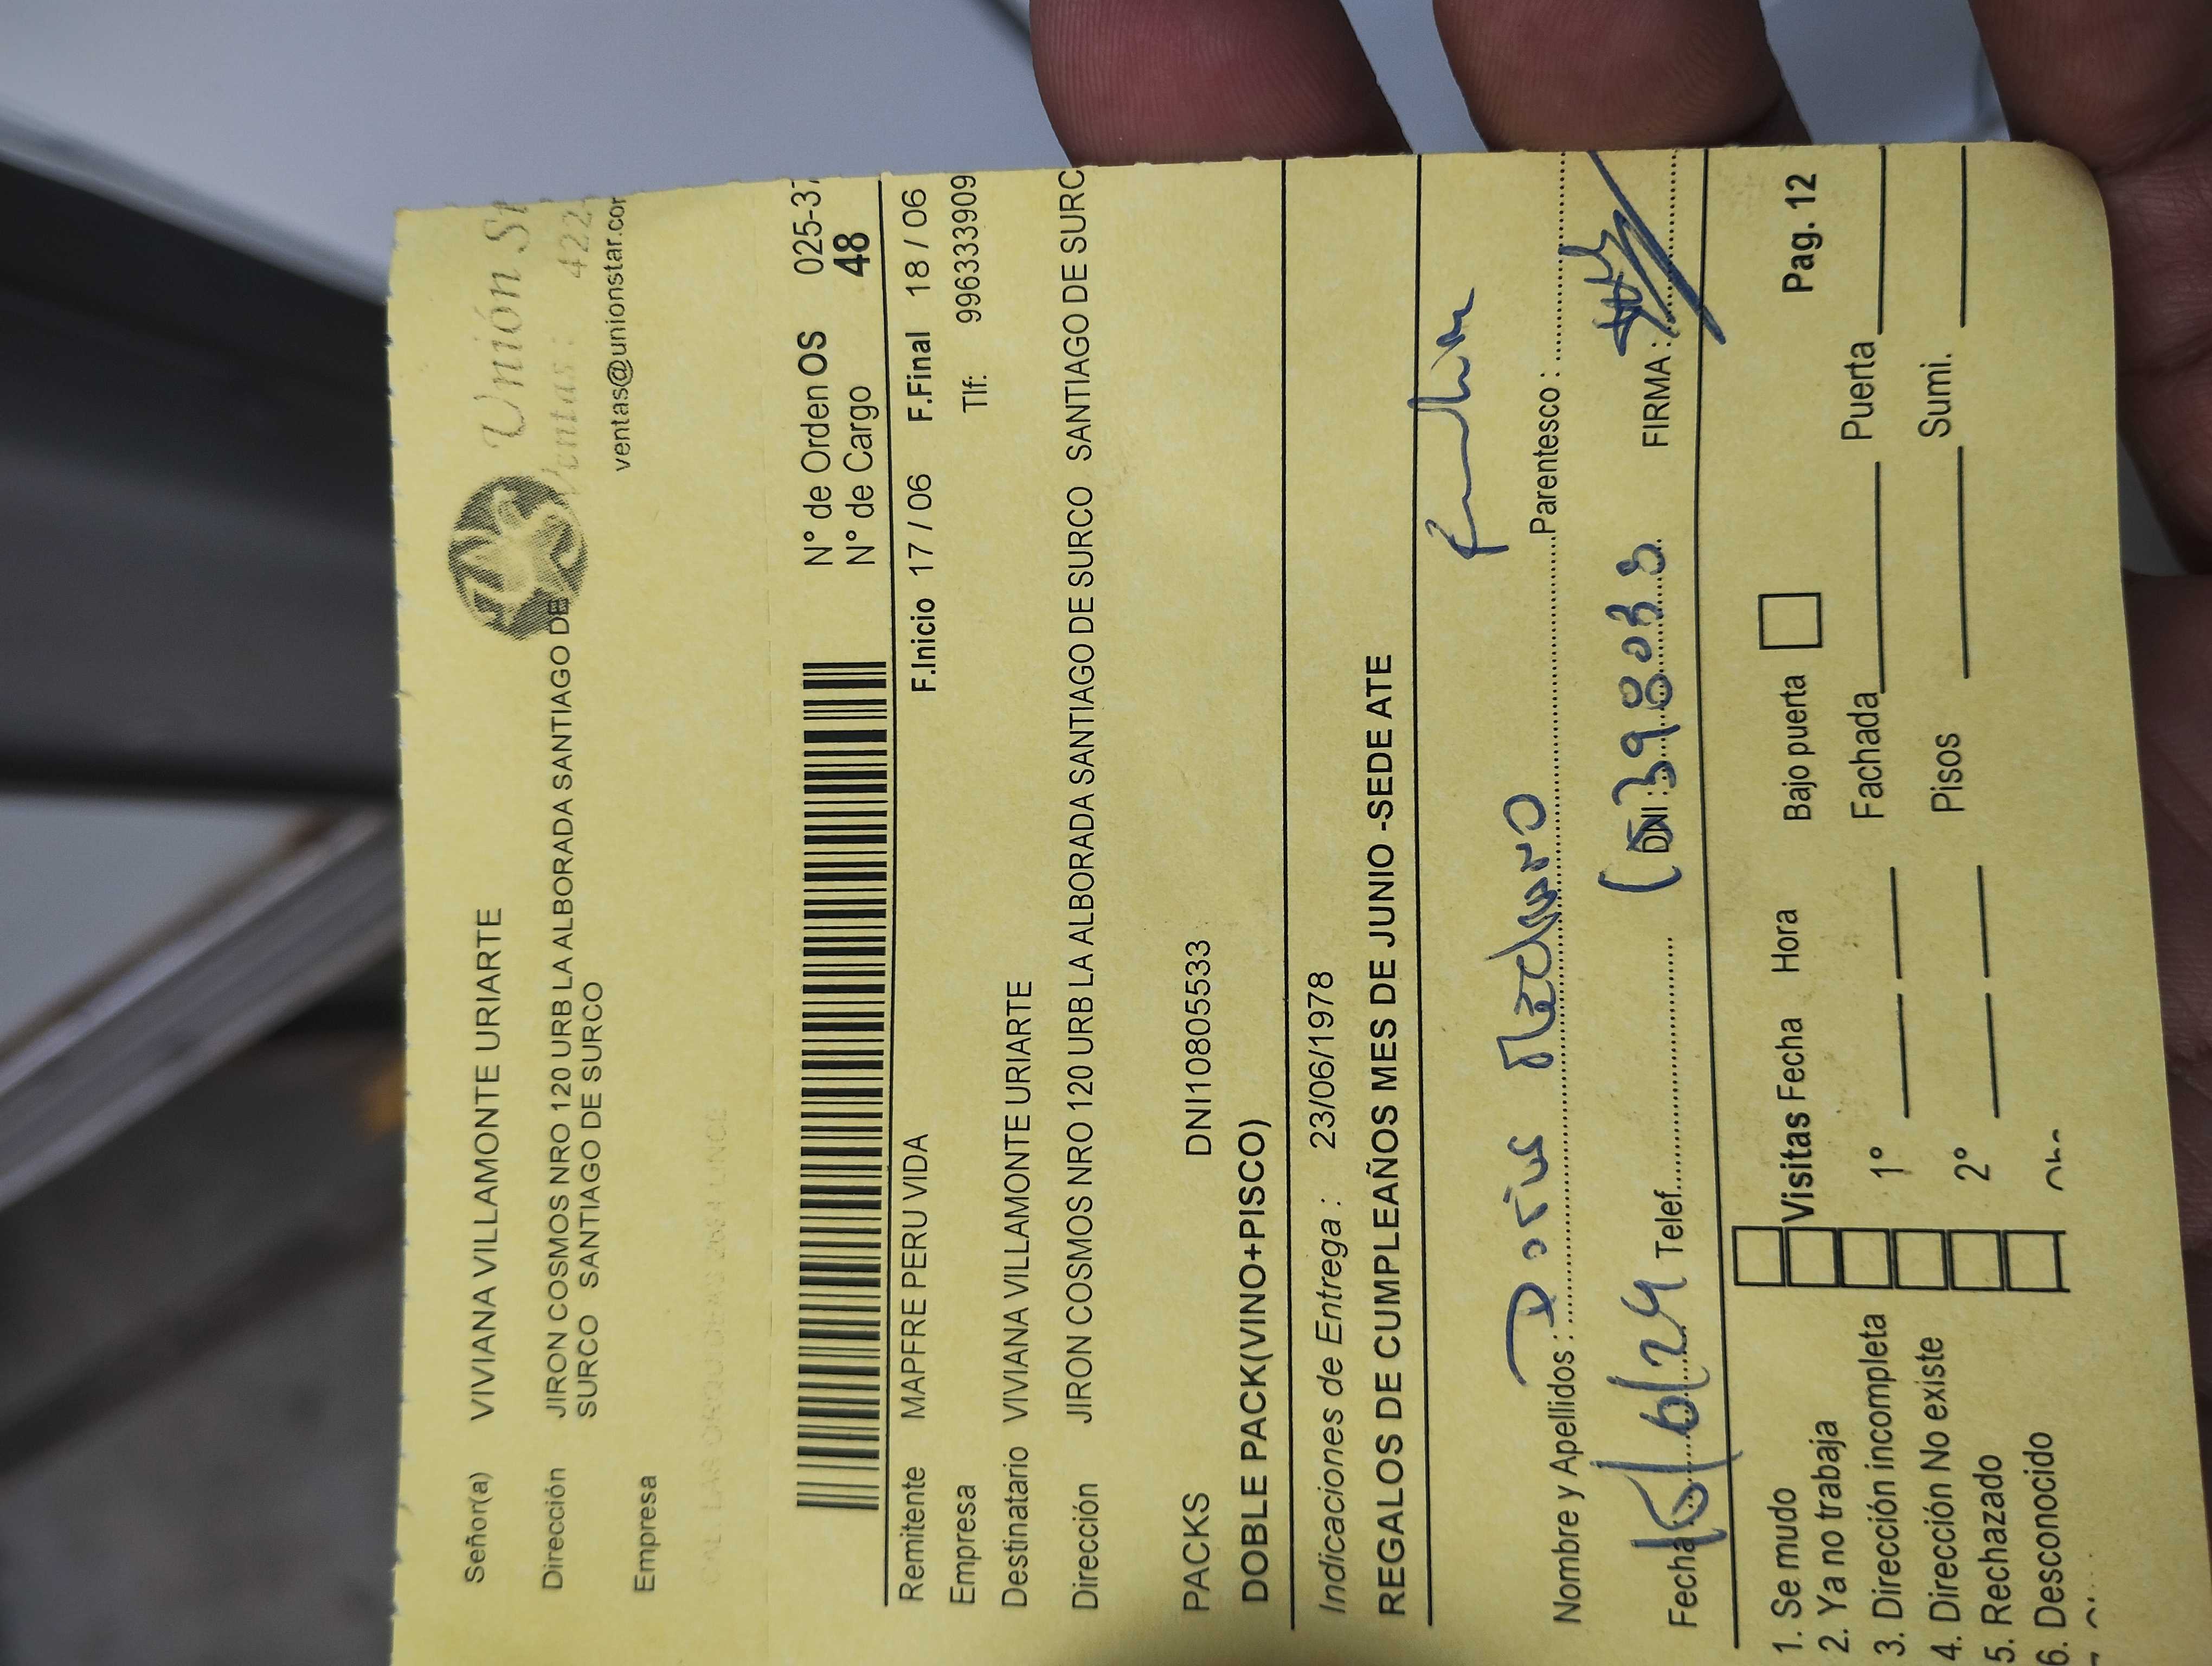 Unión
Ventas : 422
ventas@unionstar.cor
Señor(a) VIVIANA VILLAMONTE URIARTE
Dirección JIRON COSMOS NRO 120 URB LA ALBORADA SANTIAGO DE
SURCO SANTIAGO DE SURCO
Empresa
N° de Orden OS 025-37
N° de Cargo 48
Remitente MAPFRE PERU VIDA F.Inicio 17 / 06 F.Final 18 / 06
Empresa Tlf: 996333909
Destinatario VIVIANA VILLAMONTE URIARTE
Dirección JIRON COSMOS NRO 120 URB LA ALBORADA SANTIAGO DE SURCO SANTIAGO DE SURC
PACKS DNI10805533
DOBLE PACK(VINO+PISCO)
Indicaciones de Entrega : 23/06/1978
REGALOS DE CUMPLEAÑOS MES DE JUNIO -SEDE ATE
Nombre y Apellidos : Doris Medrano Parentesco :
Fecha 6/24 Telef. DNI : FIRMA :
1. Se mudo
2. Ya no trabaja Visitas Fecha Hora Bajo puerta Pag. 12
3. Dirección incompleta 1° Fachada Puerta
4. Dirección No existe 2° Pisos Sumi.
5. Rechazado
6. Desconocido